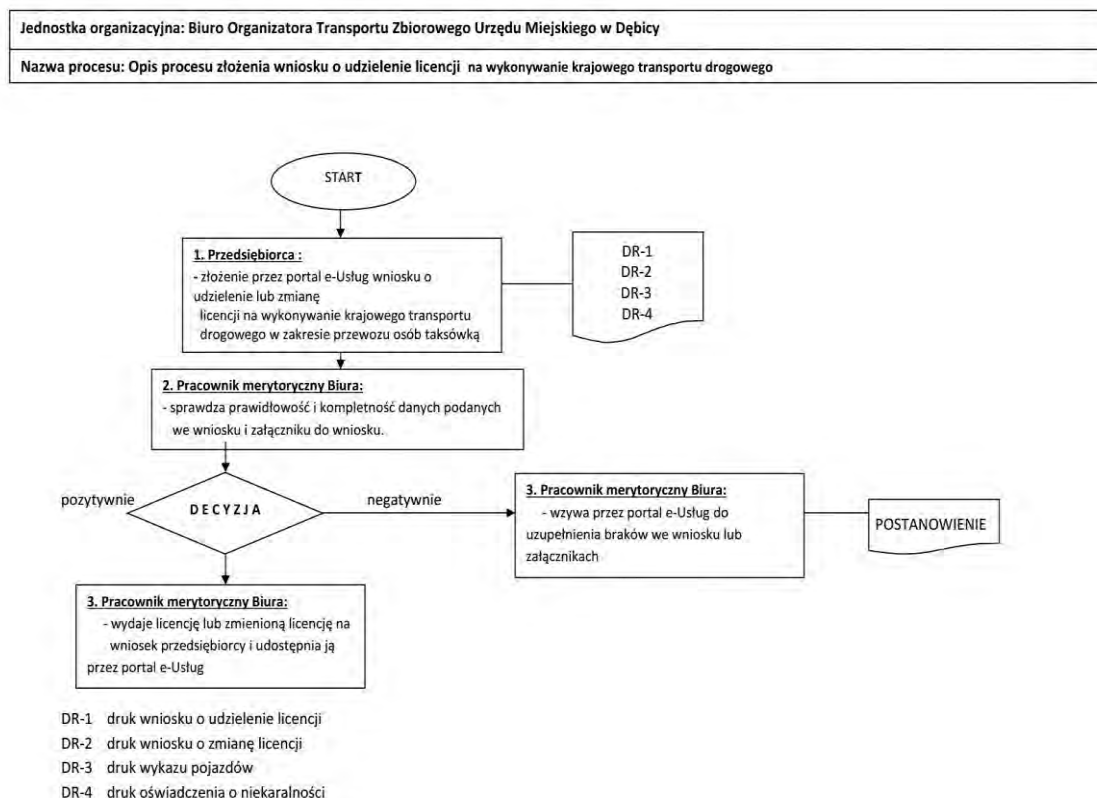 Jednostka organizacyjna: Biuro Organizatora Transportu Zbiorowego Urzędu Miejskiego w Dębicy
Nazwa procesu: Opis procesu złożenia wniosku o udzielenie licencji na wykonywanie krajowego transportu drogowego
START
1. Przedsiębiorca :
- złożenie przez portal e-Usług wniosku o
udzielenie lub zmianę
licencji na wykonywanie krajowego transportu
drogowego w zakresie przewozu osób taksówką
DR-1
DR-2
DR-3
DR-4
2. Pracownik merytoryczny Biura:
- sprawdza prawidłowość i kompletność danych podanych
we wniosku i załączniku do wniosku.
pozytywnie
D E C Y Z J A
negatywnie
3. Pracownik merytoryczny Biura:
- wzywa przez portal e-Usług do
uzupełnienia braków we wniosku lub
załącznikach
POSTANOWIENIE
3. Pracownik merytoryczny Biura:
- wydaje licencję lub zmienioną licencję na
wniosek przedsiębiorcy i udostępnia ją
przez portal e-Usług
DR-1 druk wniosku o udzielenie licencji
DR-2 druk wniosku o zmianę licencji
DR-3 druk wykazu pojazdów
DR-4 druk oświadczenia o niekaralności